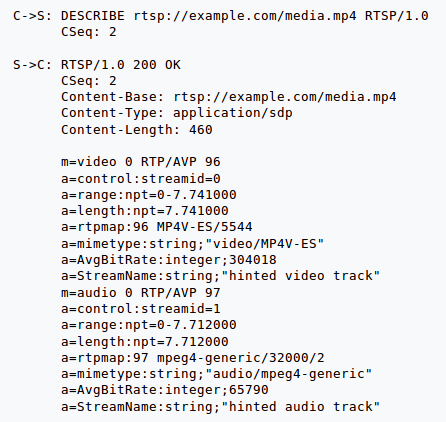 C->S: DESCRIBE rtsp://example.com/media.mp4 RTSP/1.0
      CSeq: 2

S->C: RTSP/1.0 200 OK
      CSeq: 2
      Content-Base: rtsp://example.com/media.mp4
      Content-Type: application/sdp
      Content-Length: 460

      m=video 0 RTP/AVP 96
      a=control:streamid=0
      a=range:npt=0-7.741000
      a=length:npt=7.741000
      a=rtpmap:96 MP4V-ES/5544
      a=mimetype:string;"video/MP4V-ES"
      a=AvgBitRate:integer;304018
      a=StreamName:string;"hinted video track"
      m=audio 0 RTP/AVP 97
      a=control:streamid=1
      a=range:npt=0-7.712000
      a=length:npt=7.712000
      a=rtpmap:97 mpeg4-generic/32000/2
      a=mimetype:string;"audio/mpeg4-generic"
      a=AvgBitRate:integer;65790
      a=StreamName:string;"hinted audio track"